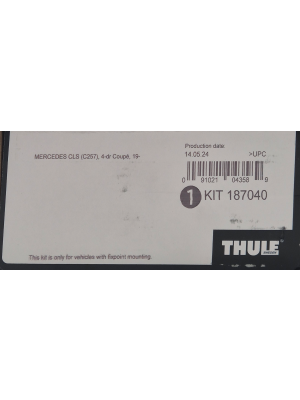 Production date:
14.05.24 >UPC
MERCEDES CLS (C257), 4-dr Coupé, 19-
0 91021 04358 9
1 KIT 187040
THULE
This kit is only for vehicles with fixpoint mounting.